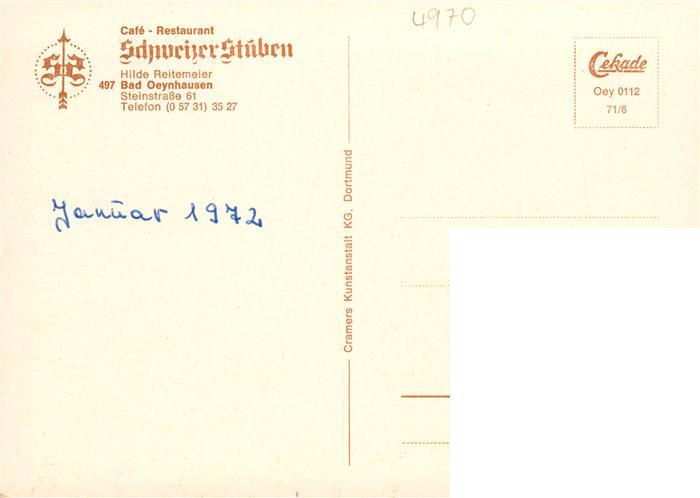 4970
Café - Restaurant
Schweizer Stuben
Hilde Reitemeier
497 Bad Oeynhausen
Steinstraße 61
Telefon (0 57 31) 35 27
Cekade
Oey 0112
71/6
Januar 1972
Cramers Kunstanstalt KG, Dortmund